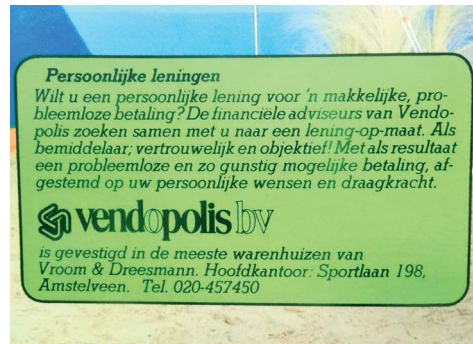 Persoonlijke leningen
Wilt u een persoonlijke lening voor 'n makkelijke, pro-
bleemloze betaling? De financiële adviseurs van Vendo-
polis zoeken samen met u naar een lening-op-maat. Als
bemiddelaar; vertrouwelijk en objektief! Met als resultaat
een probleemloze en zo gunstig mogelijke betaling, af-
gestemd op uw persoonlijke wensen en draagkracht.
vendopolis bv
is gevestigd in de meeste warenhuizen van
Vroom & Dreesmann. Hoofdkantoor: Sportlaan 198,
Amstelveen. Tel. 020-457450